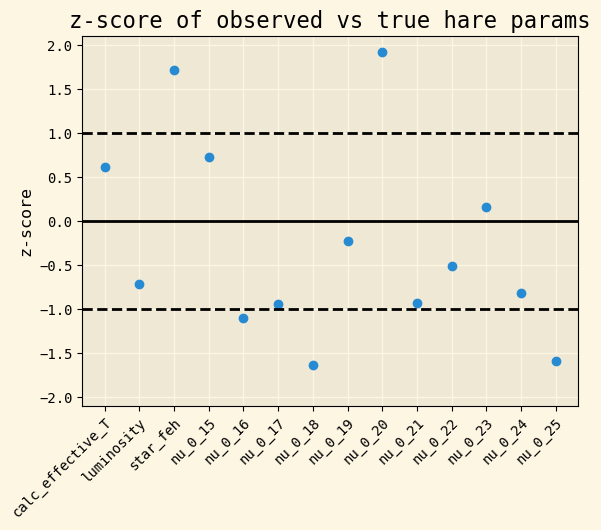 z-score of observed vs true hare params
z-score
2.0
1.5
1.0
0.5
0.0
−0.5
−1.0
−1.5
−2.0
calc_effective_T
luminosity
star_feh
nu_0_15
nu_0_16
nu_0_17
nu_0_18
nu_0_19
nu_0_20
nu_0_21
nu_0_22
nu_0_23
nu_0_24
nu_0_25